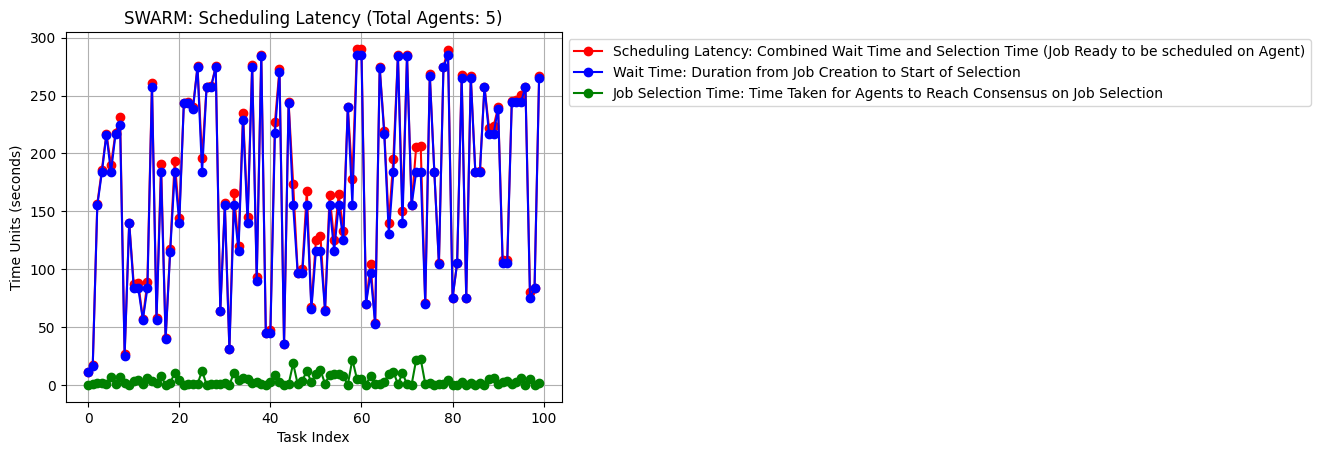 SWARM: Scheduling Latency (Total Agents: 5)
Scheduling Latency: Combined Wait Time and Selection Time (Job Ready to be scheduled on Agent)
Wait Time: Duration from Job Creation to Start of Selection
Job Selection Time: Time Taken for Agents to Reach Consensus on Job Selection
Time Units (seconds)
300
250
200
150
100
50
0
0 20 40 60 80 100
Task Index